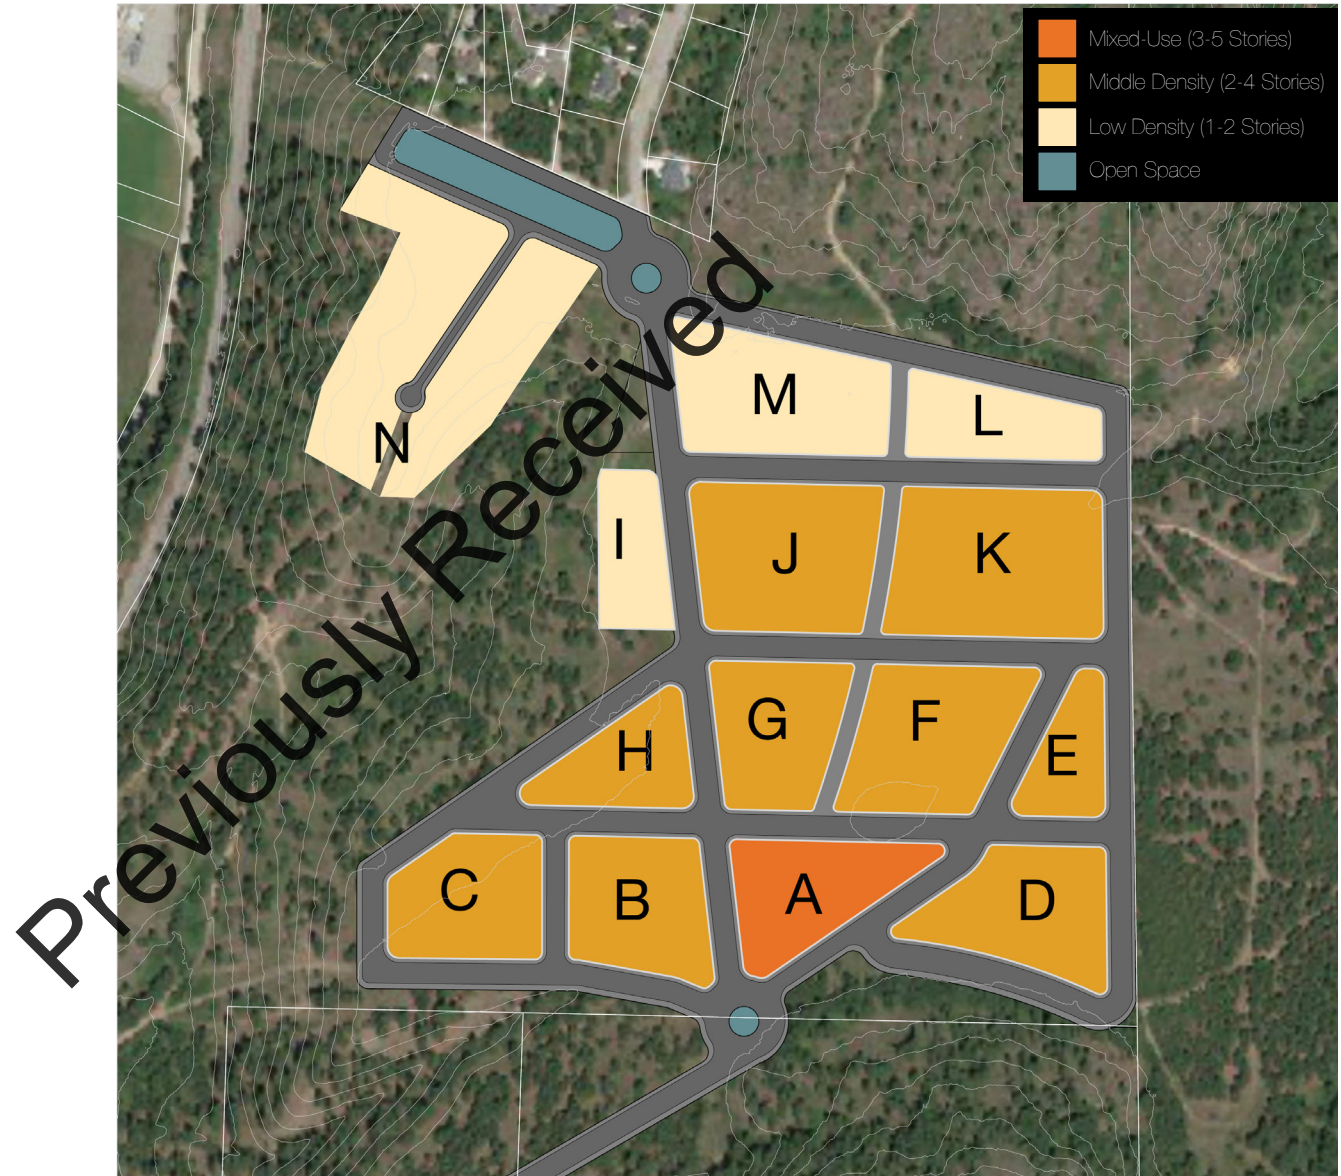 Mixed-Use (3-5 Stories)
Middle Density (2-4 Stories)
Low Density (1-2 Stories)
Open Space
Previously Received
N
M
L
I
J
K
H
G
F
E
C
B
A
D